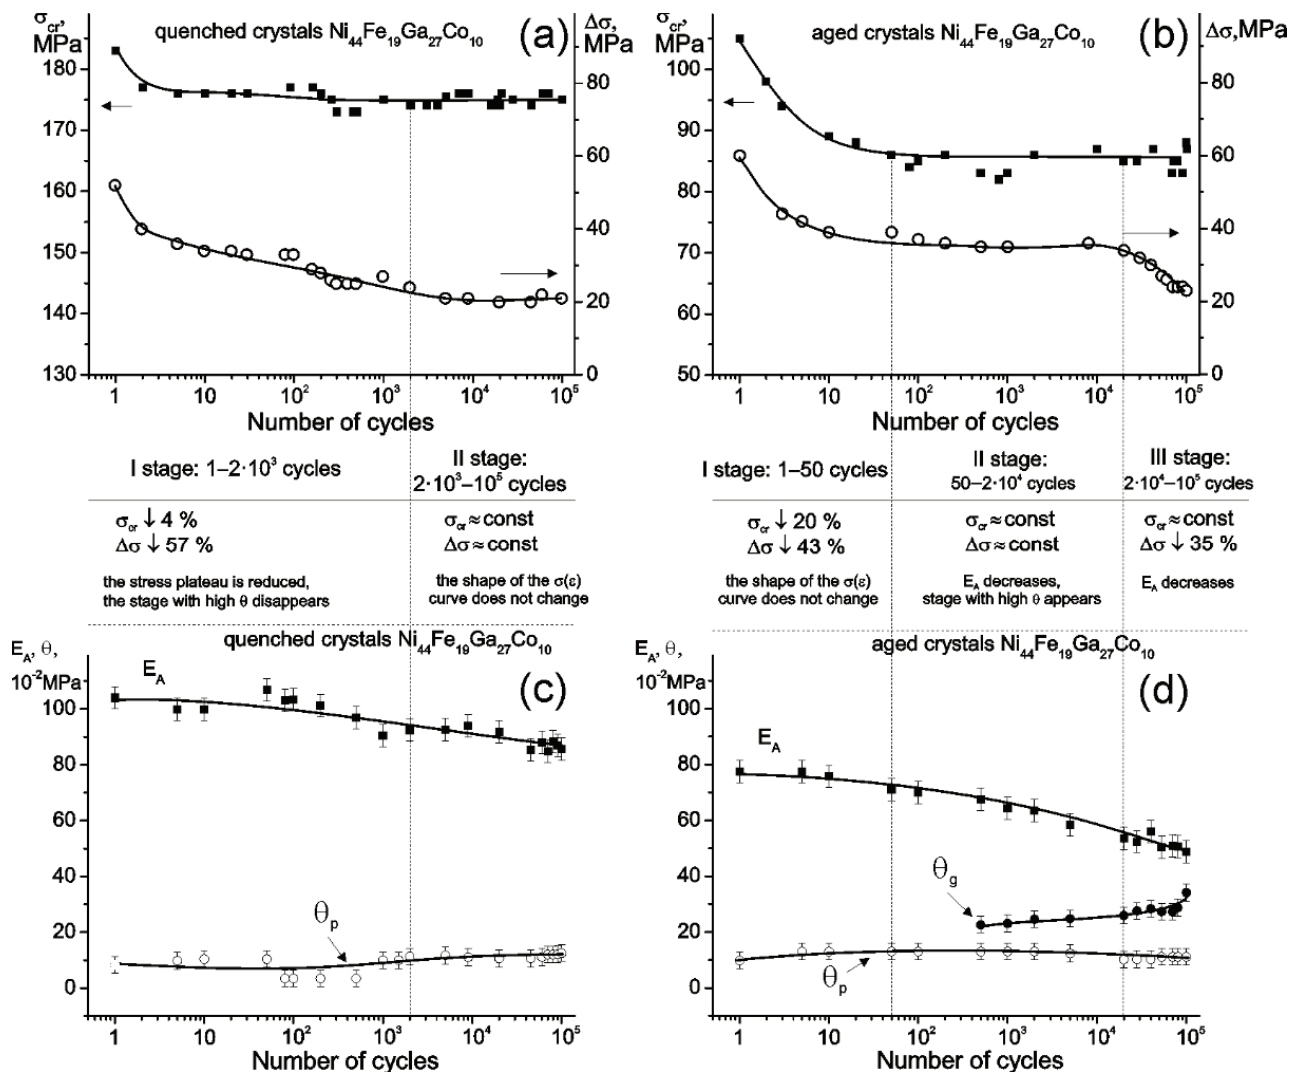 σcr,
MPa
quenched crystals Ni44Fe19Ga27Co10
(a)
Δσ,
MPa
180
170
160
150
140
130
80
60
40
20
0
1
10
10²
10³
10⁴
10⁵
Number of cycles
σcr,
MPa
aged crystals Ni44Fe19Ga27Co10
(b)
Δσ,MPa
100
90
80
70
60
50
80
60
40
20
0
1
10
10²
10³
10⁴
10⁵
Number of cycles
I stage: 1–2·10³ cycles
II stage:
2·10³–10⁵ cycles
σcr ↓ 4 %
Δσ ↓ 57 %
σcr ≈ const
Δσ ≈ const
the stress plateau is reduced,
the stage with high θ disappears
the shape of the σ(ε)
curve does not change
I stage: 1–50 cycles
II stage:
50–2·10⁴ cycles
III stage:
2·10⁴–10⁵ cycles
σcr ↓ 20 %
Δσ ↓ 43 %
σcr ≈ const
Δσ ≈ const
σcr ≈ const
Δσ ↓ 35 %
the shape of the σ(ε)
curve does not change
EA decreases,
stage with high θ appears
EA decreases
quenched crystals Ni44Fe19Ga27Co10
EA, θ,
10⁻²MPa
(c)
EA
θp
100
80
60
40
20
0
1
10
10²
10³
10⁴
10⁵
Number of cycles
aged crystals Ni44Fe19Ga27Co10
EA, θ,
10⁻²MPa
(d)
EA
θg
θp
100
80
60
40
20
0
1
10
10²
10³
10⁴
10⁵
Number of cycles